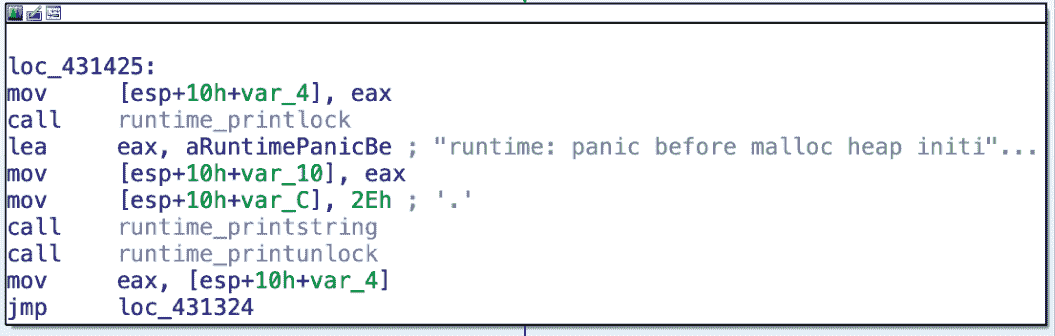 loc_431425:
mov [esp+10h+var_4], eax
call runtime_printlock
lea eax, aRuntimePanicBe ; "runtime: panic before malloc heap initi"...
mov [esp+10h+var_10], eax
mov [esp+10h+var_C], 2Eh ; '.'
call runtime_printstring
call runtime_printunlock
mov eax, [esp+10h+var_4]
jmp loc_431324